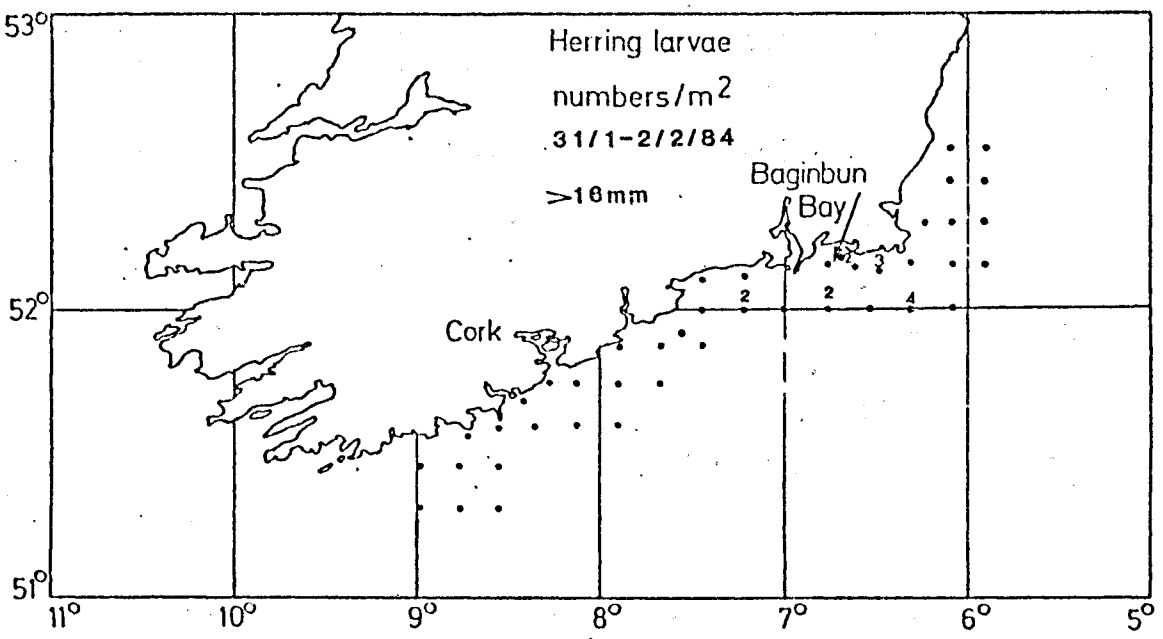 53°
Herring larvae
numbers/m²
31/1-2/2/84
>16mm
Baginbun
Bay
3
2 2 4
52°
Cork
51°
11° 10° 9° 8° 7° 6° 5°